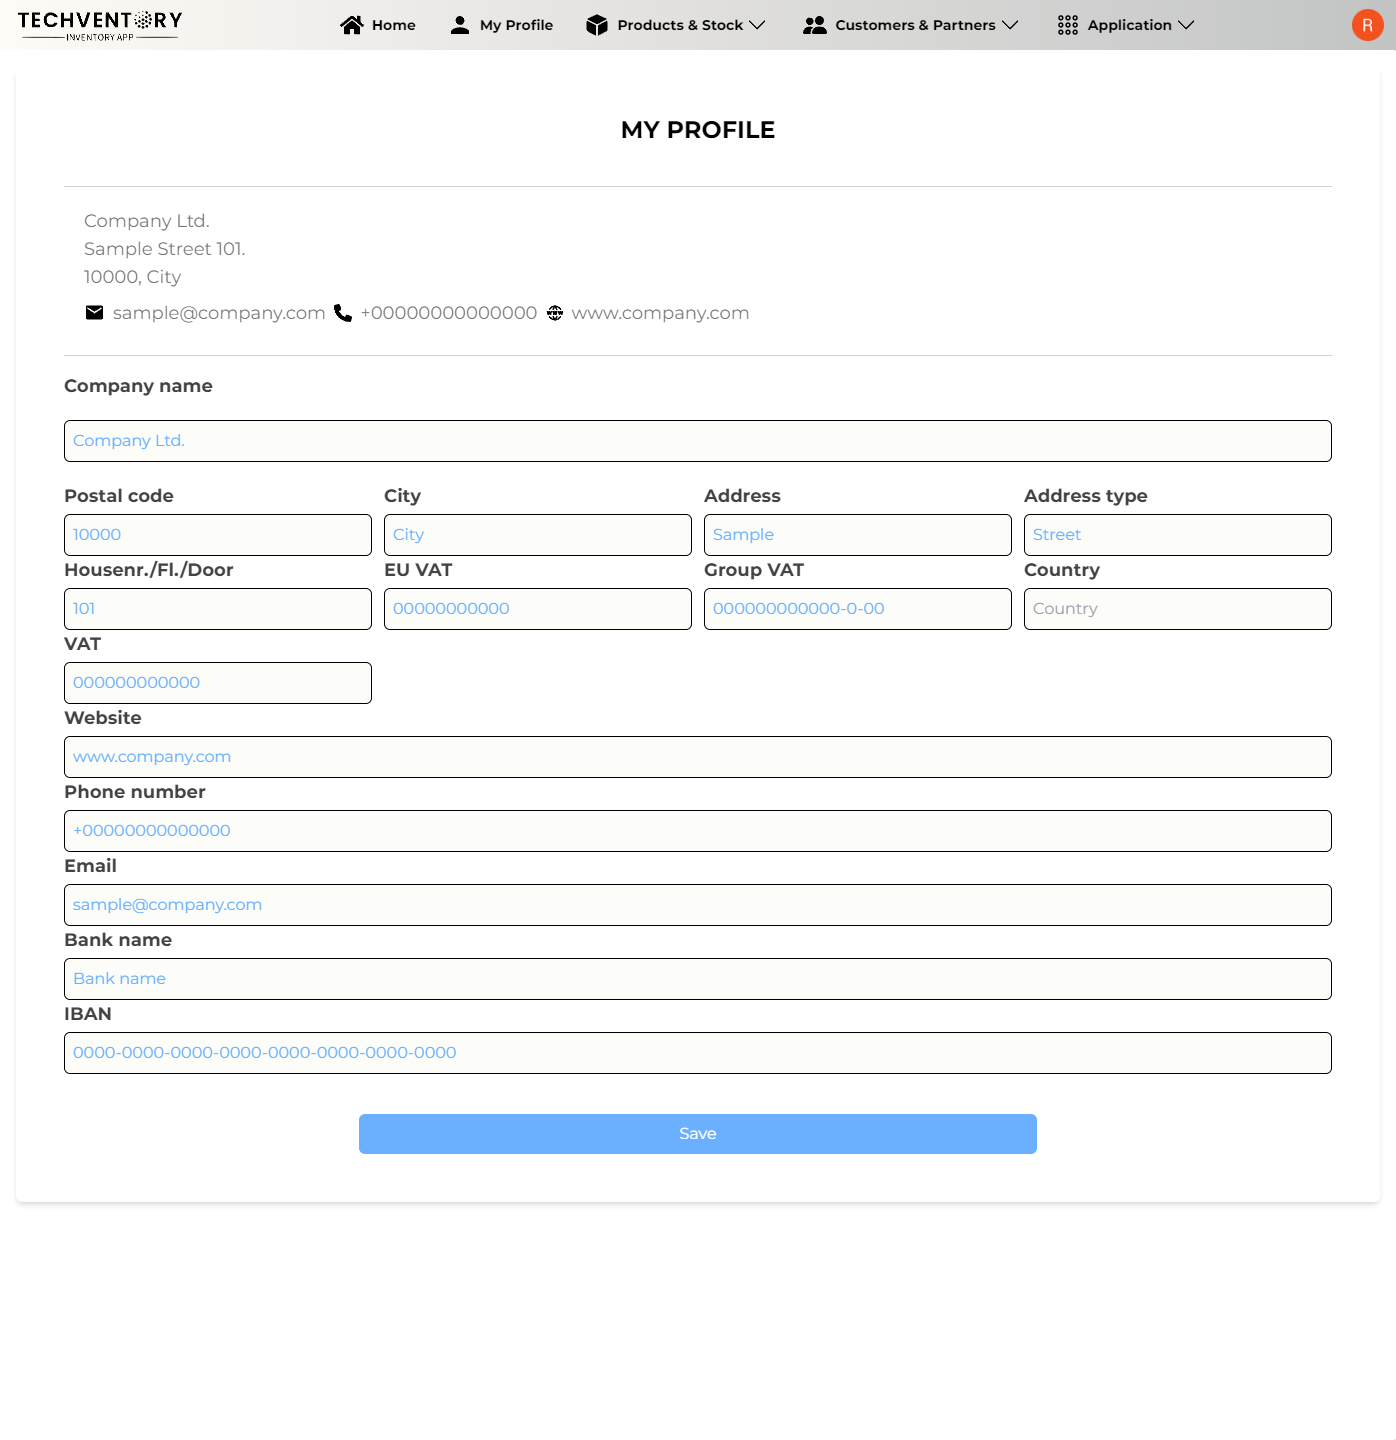 TECHVENTORY
INVENTORY APP
Home
My Profile
Products & Stock
Customers & Partners
Application
R
MY PROFILE
Company Ltd.
Sample Street 101.
10000, City
sample@company.com +00000000000000 www.company.com
Company name
Company Ltd.
Postal code City Address Address type
10000 City Sample Street
Housenr./Fl./Door EU VAT Group VAT Country
101 00000000000 000000000000-0-00 Country
VAT
000000000000
Website
www.company.com
Phone number
+00000000000000
Email
sample@company.com
Bank name
Bank name
IBAN
0000-0000-0000-0000-0000-0000-0000-0000
Save